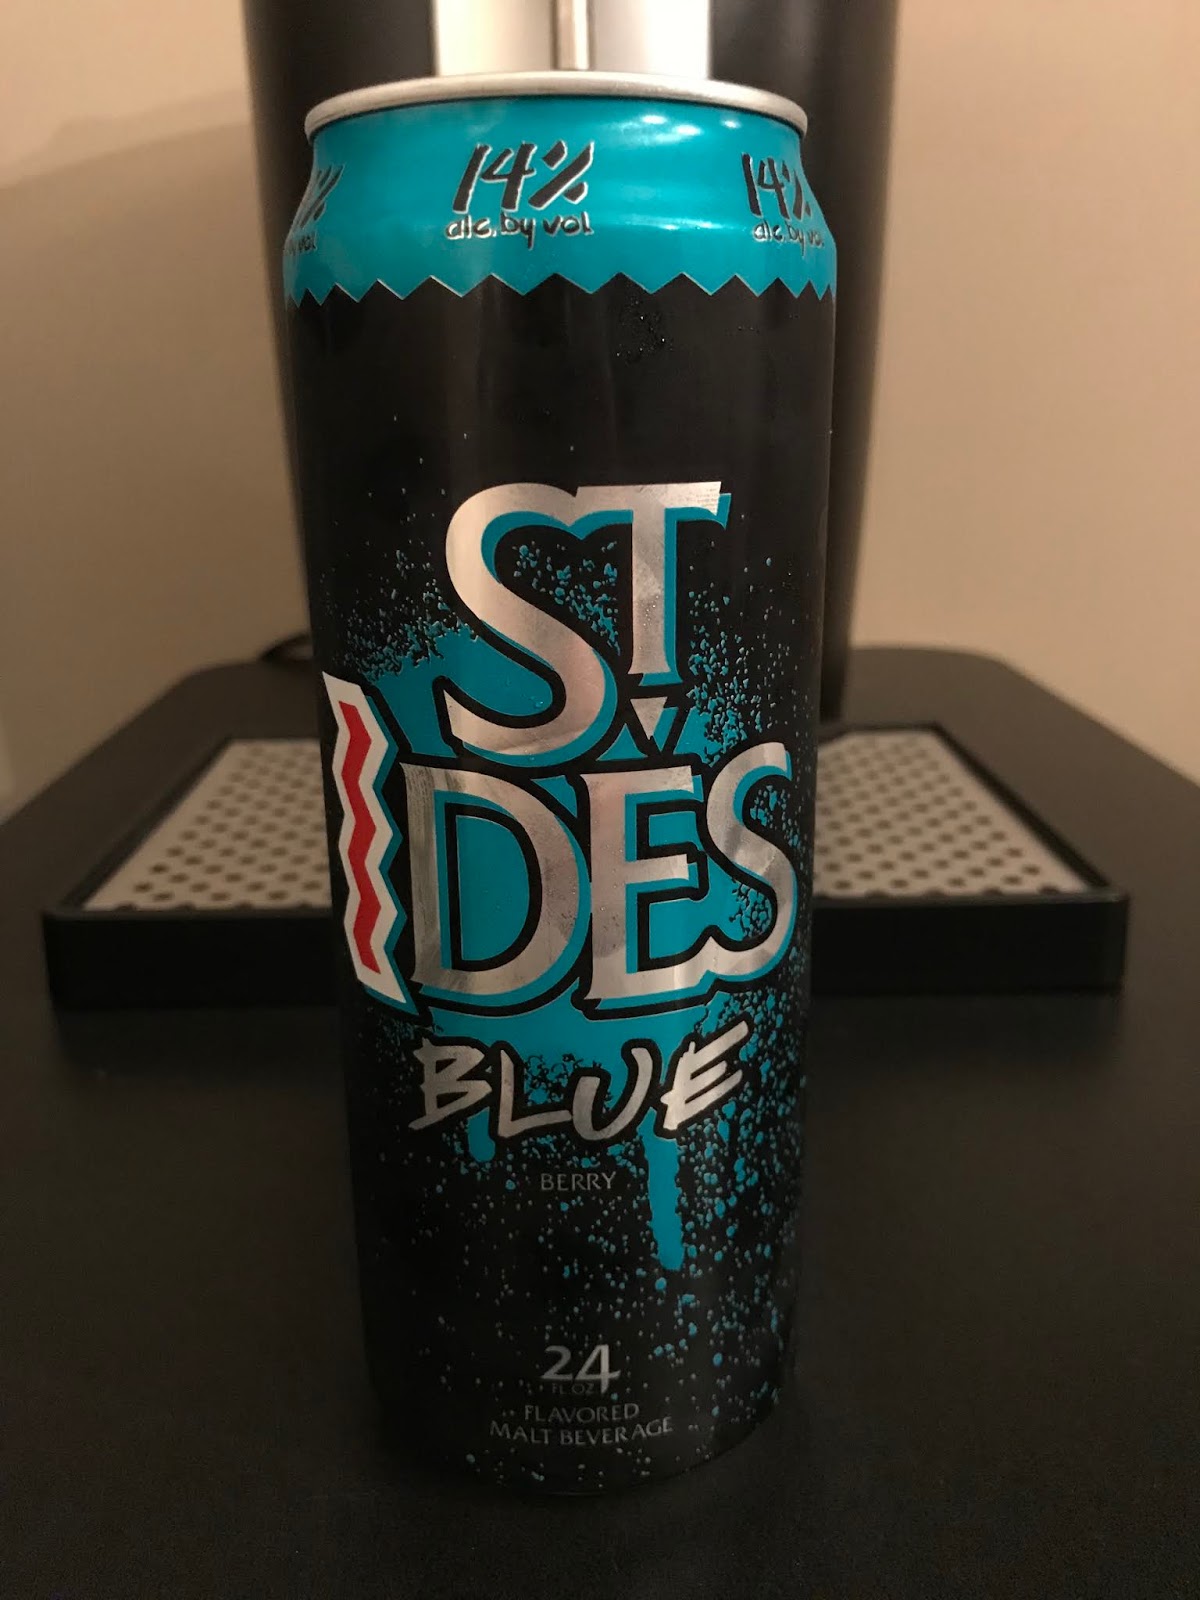 14% 14%
alc. by vol alc. by vol
ST
IDES
BLUE
BERRY
24
FL OZ
FLAVORED
MALT BEVERAGE